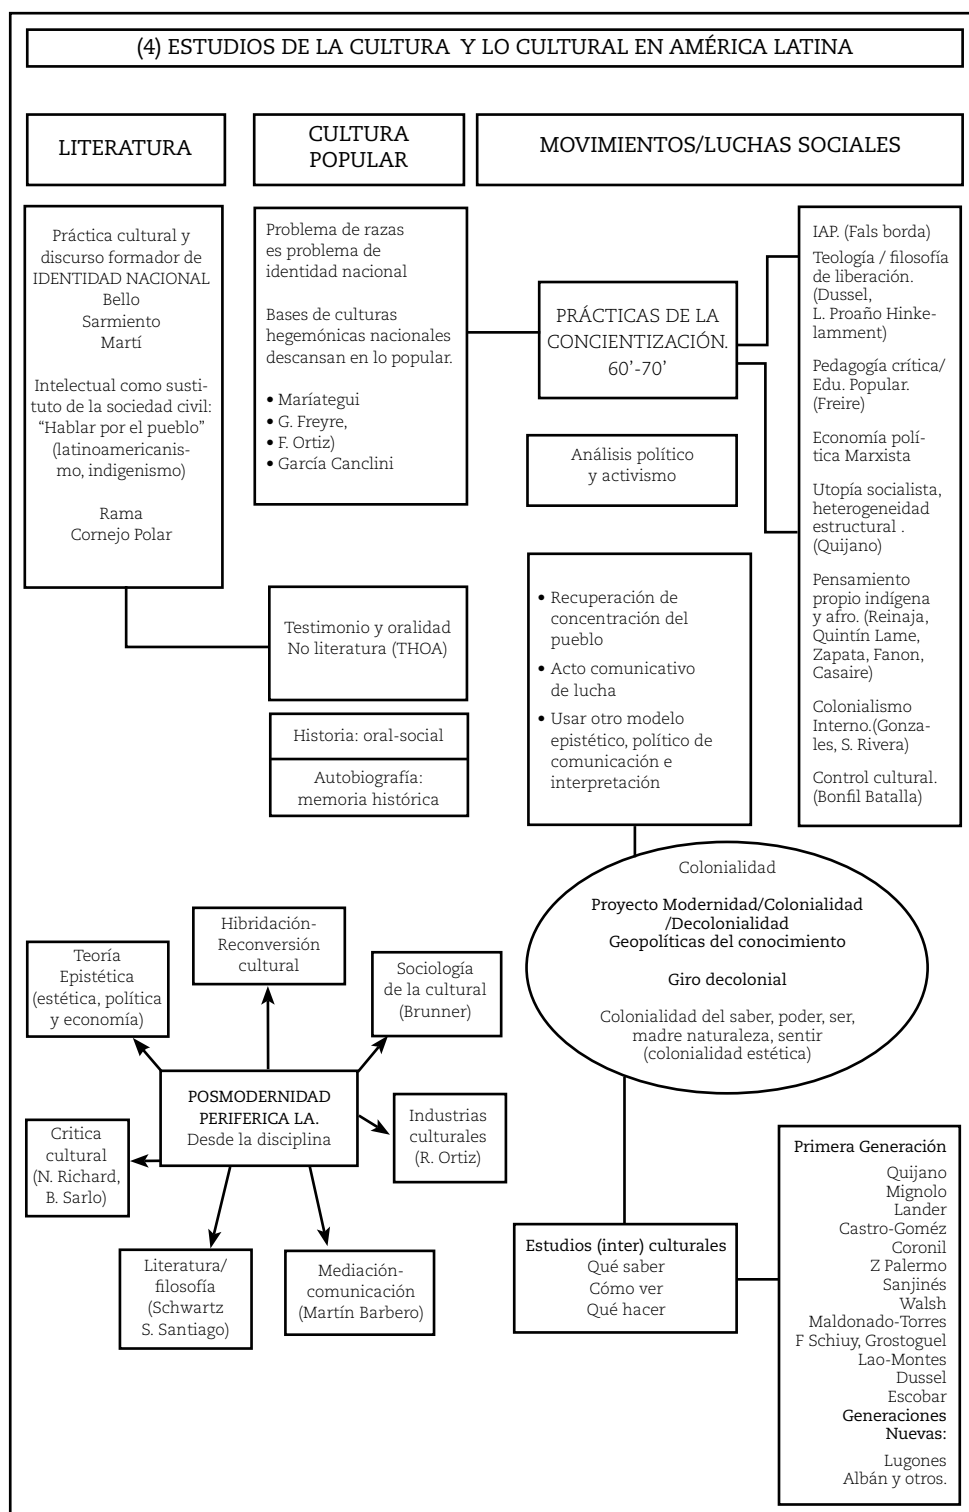 (4) ESTUDIOS DE LA CULTURA Y LO CULTURAL EN AMÉRICA LATINA
LITERATURA
CULTURA
POPULAR
MOVIMIENTOS/LUCHAS SOCIALES
Práctica cultural y
discurso formador de
IDENTIDAD NACIONAL
Bello
Sarmiento
Martí
Intelectual como susti-
tuto de la sociedad civil:
“Hablar por el pueblo”
(latinoamericanis-
mo, indigenismo)
Rama
Cornejo Polar
Problema de razas
es problema de
identidad nacional
Bases de culturas
hegemónicas nacionales
descansan en lo popular.
• Maríategui
• G. Freyre,
• F. Ortiz)
• García Canclini
PRÁCTICAS DE LA
CONCIENTIZACIÓN.
60’-70’
Análisis político
y activismo
IAP. (Fals borda)
Teología / filosofía
de liberación.
(Dussel,
L. Proaño Hinke-
lamment)
Pedagogía crítica/
Edu. Popular.
(Freire)
Economía polí-
tica Marxista
Utopía socialista,
heterogeneidad
estructural .
(Quijano)
Pensamiento
propio indígena
y afro. (Reinaja,
Quintín Lame,
Zapata, Fanon,
Casaire)
Colonialismo
Interno.(Gonza-
les, S. Rivera)
Control cultural.
(Bonfil Batalla)
Testimonio y oralidad
No literatura (THOA)
Historia: oral-social
Autobiografía:
memoria histórica
• Recuperación de
concentración del
pueblo
• Acto comunicativo
de lucha
• Usar otro modelo
epistético, político de
comunicación e
interpretación
Colonialidad
Proyecto Modernidad/Colonialidad
/Decolonialidad
Geopolíticas del conocimiento
Giro decolonial
Colonialidad del saber, poder, ser,
madre naturaleza, sentir
(colonialidad estética)
Teoría
Epistética
(estética, política
y economía)
Hibridación-
Reconversión
cultural
Sociología
de la cultural
(Brunner)
POSMODERNIDAD
PERIFERICA LA.
Desde la disciplina
Critica
cultural
(N. Richard,
B. Sarlo)
Industrias
culturales
(R. Ortiz)
Literatura/
filosofía
(Schwartz
S. Santiago)
Mediación-
comunicación
(Martín Barbero)
Estudios (inter) culturales
Qué saber
Cómo ver
Qué hacer
Primera Generación
Quijano
Mignolo
Lander
Castro-Goméz
Coronil
Z Palermo
Sanjinés
Walsh
Maldonado-Torres
F Schiuy, Grostoguel
Lao-Montes
Dussel
Escobar
Generaciones
Nuevas:
Lugones
Albán y otros.